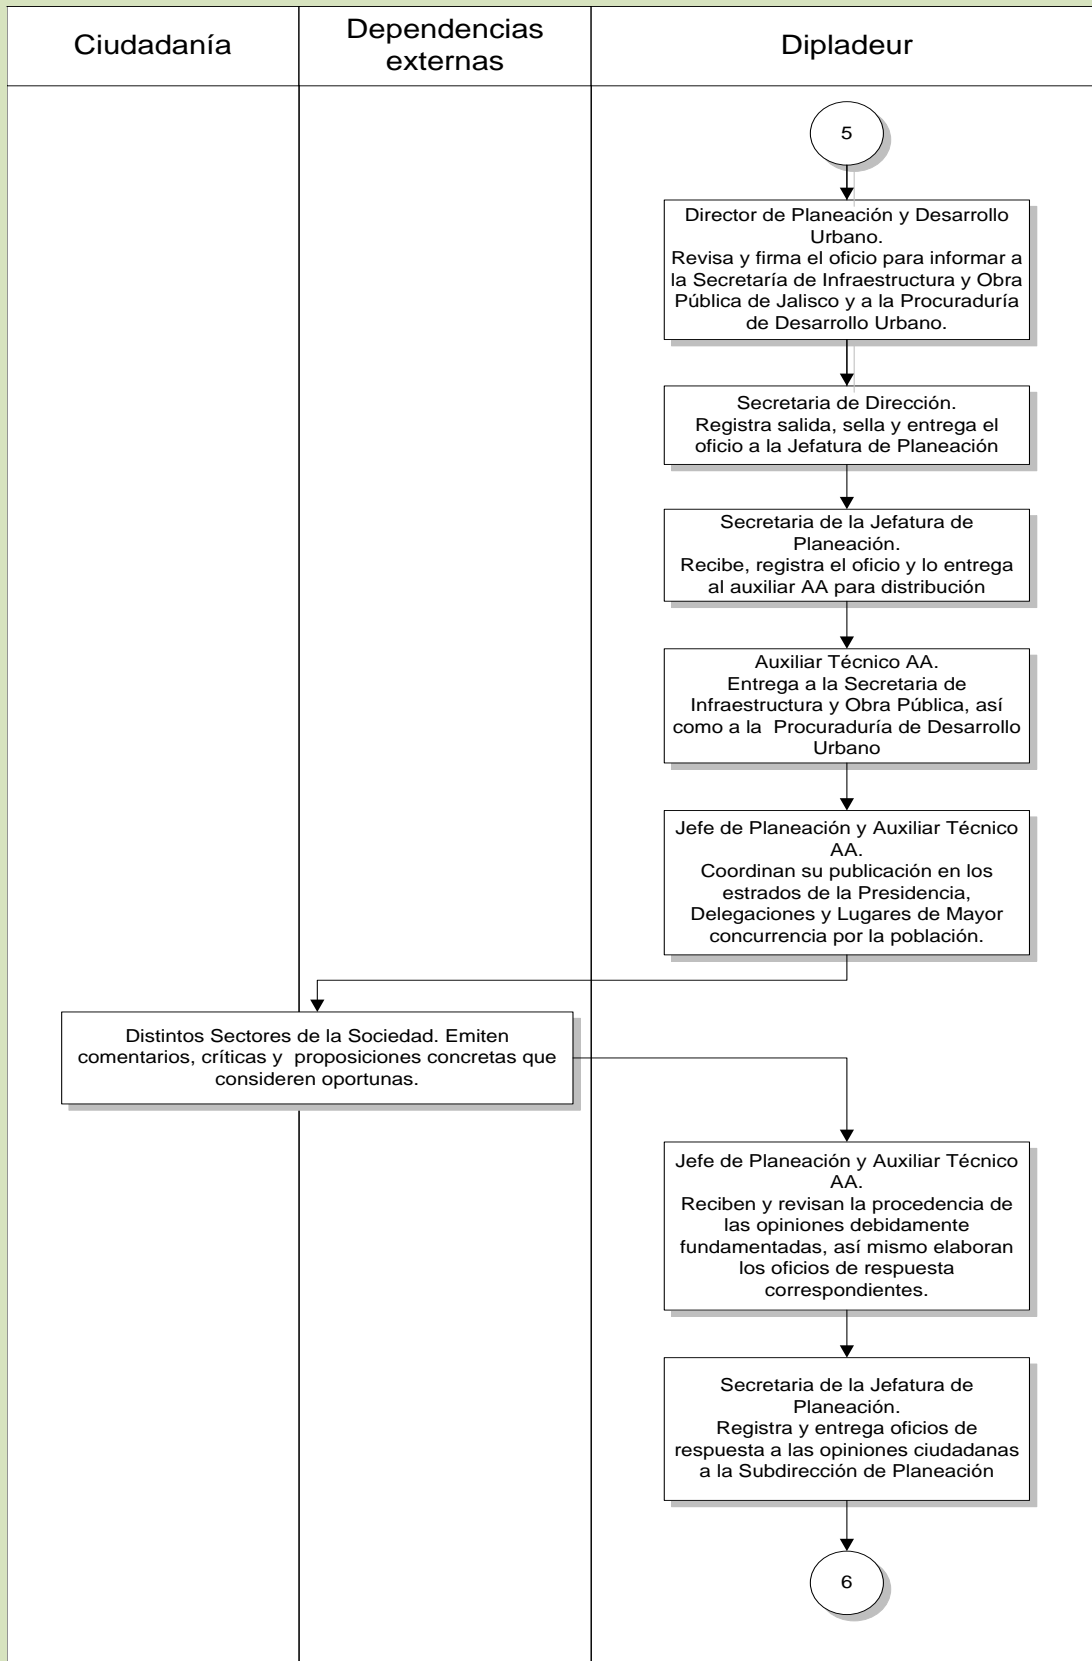 Ciudadanía
Dependencias
externas
Dipladeur
5
Director de Planeación y Desarrollo
Urbano.
Revisa y firma el oficio para informar a
la Secretaría de Infraestructura y Obra
Pública de Jalisco y a la Procuraduría
de Desarrollo Urbano.
Secretaria de Dirección.
Registra salida, sella y entrega el
oficio a la Jefatura de Planeación
Secretaria de la Jefatura de
Planeación.
Recibe, registra el oficio y lo entrega
al auxiliar AA para distribución
Auxiliar Técnico AA.
Entrega a la Secretaria de
Infraestructura y Obra Pública, así
como a la  Procuraduría de Desarrollo
Urbano
Jefe de Planeación y Auxiliar Técnico
AA.
Coordinan su publicación en los
estrados de la Presidencia,
Delegaciones y Lugares de Mayor
concurrencia por la población.
Distintos Sectores de la Sociedad. Emiten
comentarios, críticas y  proposiciones concretas que
consideren oportunas.
Jefe de Planeación y Auxiliar Técnico
AA.
Reciben y revisan la procedencia de
las opiniones debidamente
fundamentadas, así mismo elaboran
los oficios de respuesta
correspondientes.
Secretaria de la Jefatura de
Planeación.
Registra y entrega oficios de
respuesta a las opiniones ciudadanas
a la Subdirección de Planeación
6